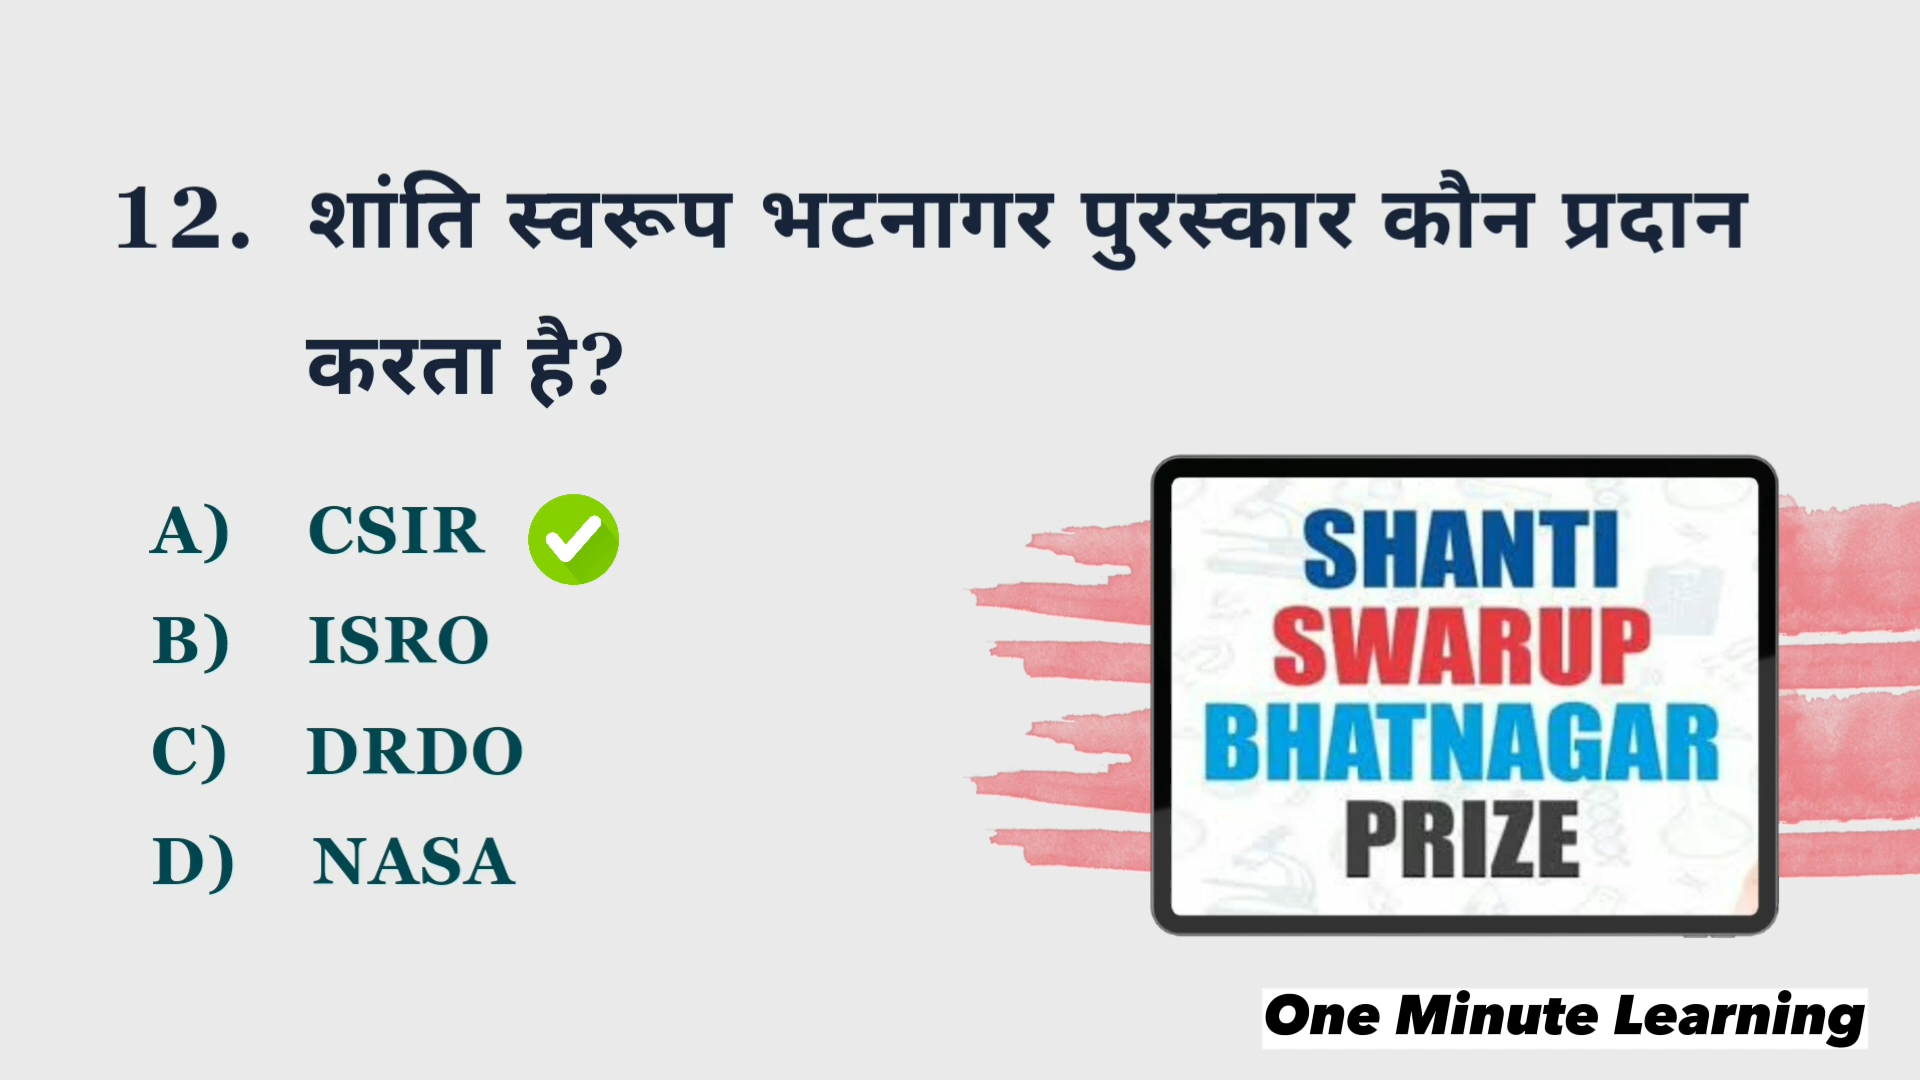 12. शांति स्वरूप भटनागर पुरस्कार कौन प्रदान
करता है?
A) CSIR
B) ISRO
C) DRDO
D) NASA
SHANTI
SWARUP
BHATNAGAR
PRIZE
One Minute Learning